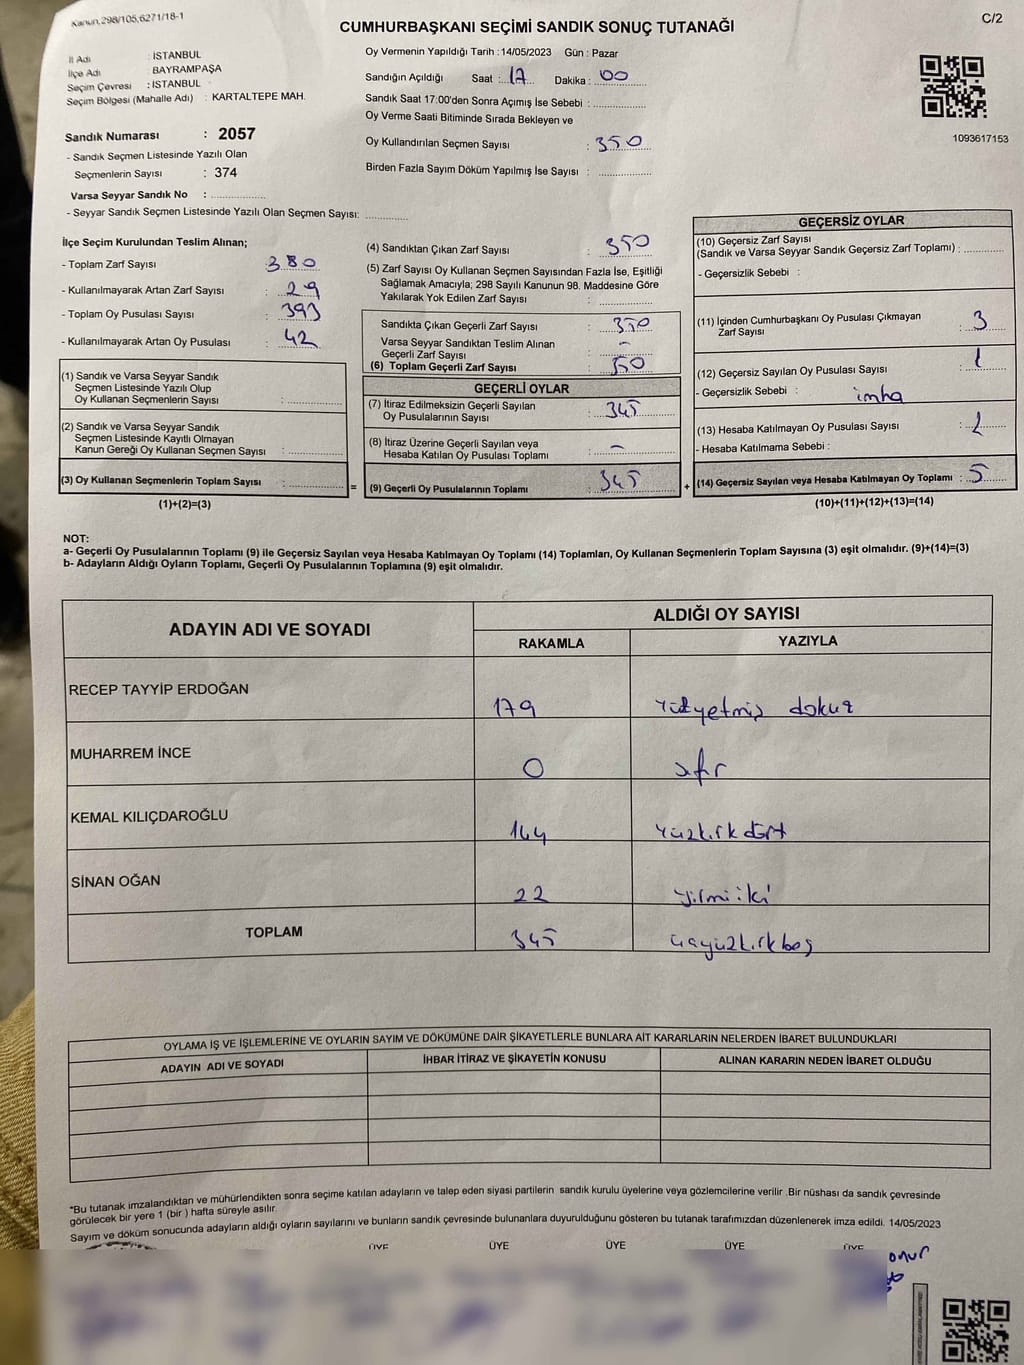 Kanun,298/105,6271/18-1
C/2
CUMHURBAŞKANI SEÇİMİ SANDIK SONUÇ TUTANAĞI
İl Adı : İSTANBUL
İlçe Adı : BAYRAMPAŞA
Seçim Çevresi : İSTANBUL
Seçim Bölgesi (Mahalle Adı) : KARTALTEPE MAH.
Sandık Numarası : 2057
- Sandık Seçmen Listesinde Yazılı Olan
Seçmenlerin Sayısı : 374
Varsa Seyyar Sandık No :
- Seyyar Sandık Seçmen Listesinde Yazılı Olan Seçmen Sayısı:
Oy Vermenin Yapıldığı Tarih : 14/05/2023 Gün : Pazar
Sandığın Açıldığı Saat : 17 Dakika : 00
Sandık Saat 17:00'den Sonra Açımış İse Sebebi :
Oy Verme Saati Bitiminde Sırada Bekleyen ve
Oy Kullandırılan Seçmen Sayısı : 350
Birden Fazla Sayım Döküm Yapılmış İse Sayısı :
1093617153
İlçe Seçim Kurulundan Teslim Alınan;
- Toplam Zarf Sayısı : 380
- Kullanılmayarak Artan Zarf Sayısı : 29
- Toplam Oy Pusulası Sayısı : 393
- Kullanılmayarak Artan Oy Pusulası : 42
(1) Sandık ve Varsa Seyyar Sandık
Seçmen Listesinde Yazılı Olup
Oy Kullanan Seçmenlerin Sayısı :
(2) Sandık ve Varsa Seyyar Sandık
Seçmen Listesinde Kayıtlı Olmayan
Kanun Gereği Oy Kullanan Seçmen Sayısı :
(3) Oy Kullanan Seçmenlerin Toplam Sayısı : =
(1)+(2)=(3)
(4) Sandıktan Çıkan Zarf Sayısı : 350
(5) Zarf Sayısı Oy Kullanan Seçmen Sayısından Fazla İse, Eşitliği
Sağlamak Amacıyla; 298 Sayılı Kanunun 98. Maddesine Göre
Yakılarak Yok Edilen Zarf Sayısı :
Sandıkta Çıkan Geçerli Zarf Sayısı : 350
Varsa Seyyar Sandıktan Teslim Alınan
Geçerli Zarf Sayısı : -
(6) Toplam Geçerli Zarf Sayısı : 350
GEÇERLİ OYLAR
(7) İtiraz Edilmeksizin Geçerli Sayılan
Oy Pusulalarının Sayısı : 345
(8) İtiraz Üzerine Geçerli Sayılan veya
Hesaba Katılan Oy Pusulası Toplamı : -
(9) Geçerli Oy Pusulalarının Toplamı : 345 +
GEÇERSİZ OYLAR
(10) Geçersiz Zarf Sayısı
(Sandık ve Varsa Seyyar Sandık Geçersiz Zarf Toplamı) :
- Geçersizlik Sebebi :
(11) İçinden Cumhurbaşkanı Oy Pusulası Çıkmayan
Zarf Sayısı : 3
(12) Geçersiz Sayılan Oy Pusulası Sayısı : 1
- Geçersizlik Sebebi : imha
(13) Hesaba Katılmayan Oy Pusulası Sayısı : 1
- Hesaba Katılmama Sebebi :
(14) Geçersiz Sayılan veya Hesaba Katılmayan Oy Toplamı : 5
(10)+(11)+(12)+(13)=(14)
NOT:
a- Geçerli Oy Pusulalarının Toplamı (9) ile Geçersiz Sayılan veya Hesaba Katılmayan Oy Toplamı (14) Toplamları, Oy Kullanan Seçmenlerin Toplam Sayısına (3) eşit olmalıdır. (9)+(14)=(3)
b- Adayların Aldığı Oyların Toplamı, Geçerli Oy Pusulalarının Toplamına (9) eşit olmalıdır.
ADAYIN ADI VE SOYADI
ALDIĞI OY SAYISI
RAKAMLA YAZIYLA
RECEP TAYYİP ERDOĞAN 179 Yüzyetmiş dokuz
MUHARREM İNCE 0 sıfır
KEMAL KILIÇDAROĞLU 144 Yüzkırk dört
SİNAN OĞAN 22 yirmi iki
TOPLAM 345 üçyüzkırkbeş
OYLAMA İŞ VE İŞLEMLERİNE VE OYLARIN SAYIM VE DÖKÜMÜNE DAİR ŞİKAYETLERLE BUNLARA AİT KARARLARIN NELERDEN İBARET BULUNDUKLARI
ADAYIN ADI VE SOYADI İHBAR İTİRAZ VE ŞİKAYETİN KONUSU ALINAN KARARIN NEDEN İBARET OLDUĞU
*Bu tutanak imzalandıktan ve mühürlendikten sonra seçime katılan adayların ve talep eden siyasi partilerin sandık kurulu üyelerine veya gözlemcilerine verilir .Bir nüshası da sandık çevresinde
görülecek bir yere 1 (bir ) hafta süreyle asılır.
Sayım ve döküm sonucunda adayların aldığı oyların sayılarını ve bunların sandık çevresinde bulunanlara duyurulduğunu gösteren bu tutanak tarafımızdan düzenlenerek imza edildi. 14/05/2023
ÜYE ÜYE ÜYE ÜYE ÜYE
onur